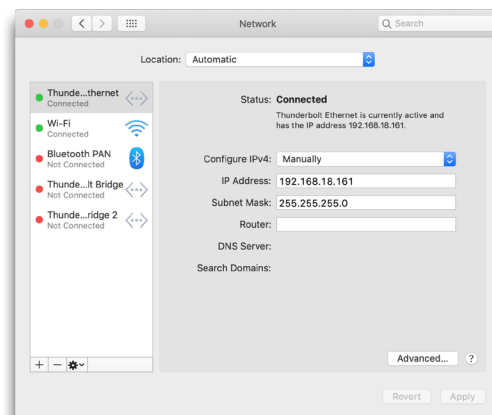 Network
Search
Location: Automatic
Thunde...thernet
Connected
Wi-Fi
Connected
Bluetooth PAN
Not Connected
Thunde...lt Bridge
Not Connected
Thunde...ridge 2
Not Connected
Status: Connected
Thunderbolt Ethernet is currently active and
has the IP address 192.168.18.161.
Configure IPv4: Manually
IP Address: 192.168.18.161
Subnet Mask: 255.255.255.0
Router:
DNS Server:
Search Domains:
Advanced... ?
Revert Apply